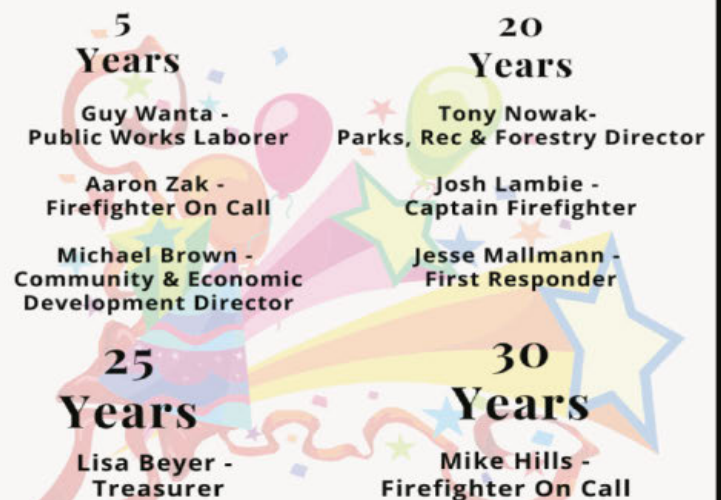 5
Years
Guy Wanta -
Public Works Laborer
Aaron Zak -
Firefighter On Call
Michael Brown -
Community & Economic
Development Director
20
Years
Tony Nowak-
Parks, Rec & Forestry Director
Josh Lambie -
Captain Firefighter
Jesse Mallmann -
First Responder
25
Years
Lisa Beyer -
Treasurer
30
Years
Mike Hills -
Firefighter On Call